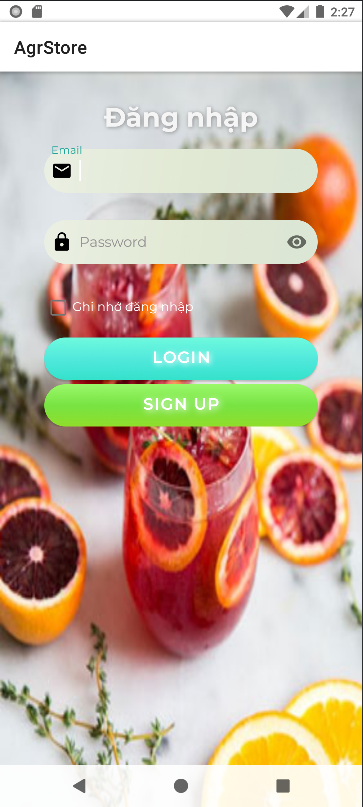 2:27
AgrStore
Đăng nhập
Email
Password
Ghi nhớ đăng nhập
LOGIN
SIGN UP